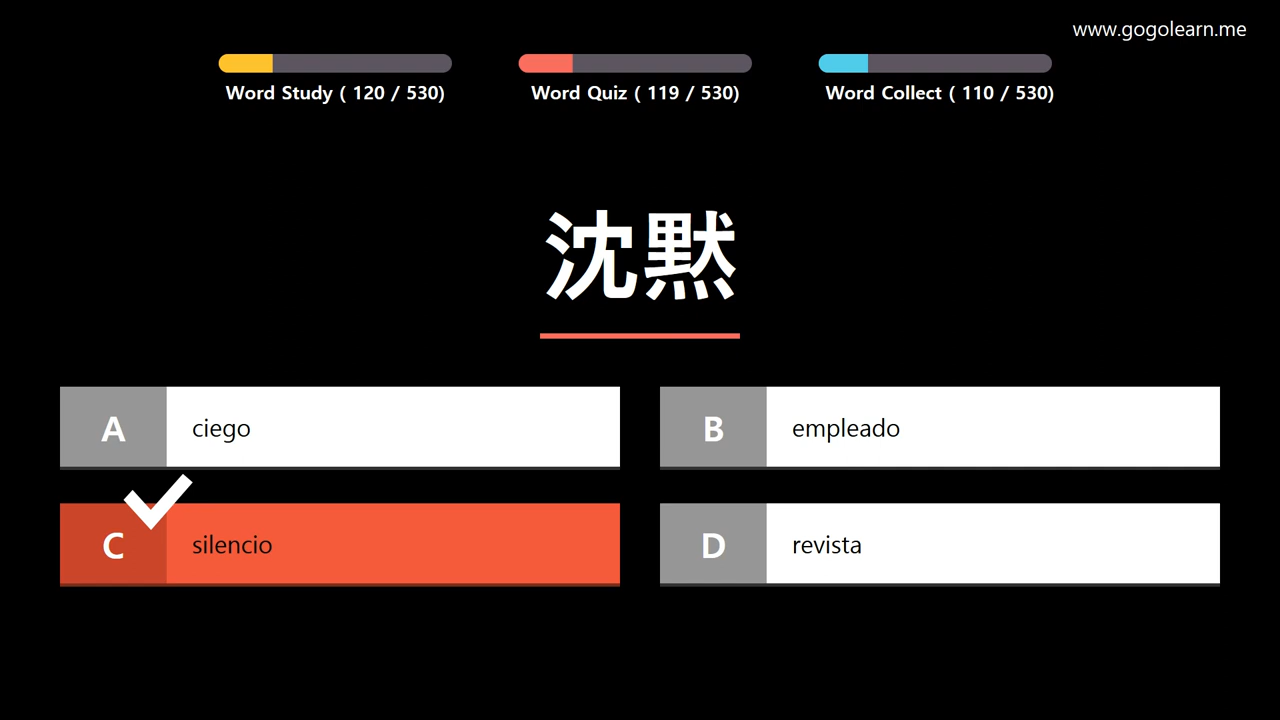 www.gogolearn.me
Word Study ( 120 / 530)
Word Quiz ( 119 / 530)
Word Collect ( 110 / 530)
沈黙
A ciego
B empleado
C silencio
D revista